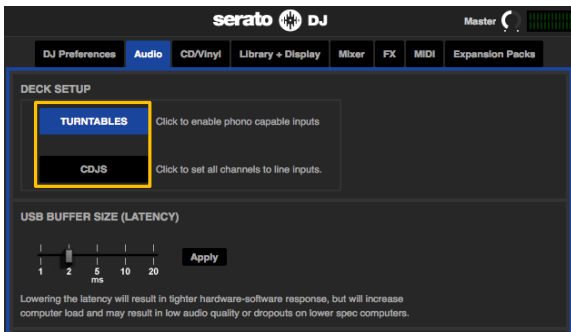 serato DJ
Master
DJ Preferences Audio CD/Vinyl Library + Display Mixer FX MIDI Expansion Packs
DECK SETUP
TURNTABLES Click to enable phono capable inputs
CDJS Click to set all channels to line inputs.
USB BUFFER SIZE (LATENCY)
1 2 5 10 20
ms
Apply
Lowering the latency will result in tighter hardware-software response, but will increase
computer load and may result in low audio quality or dropouts on lower spec computers.